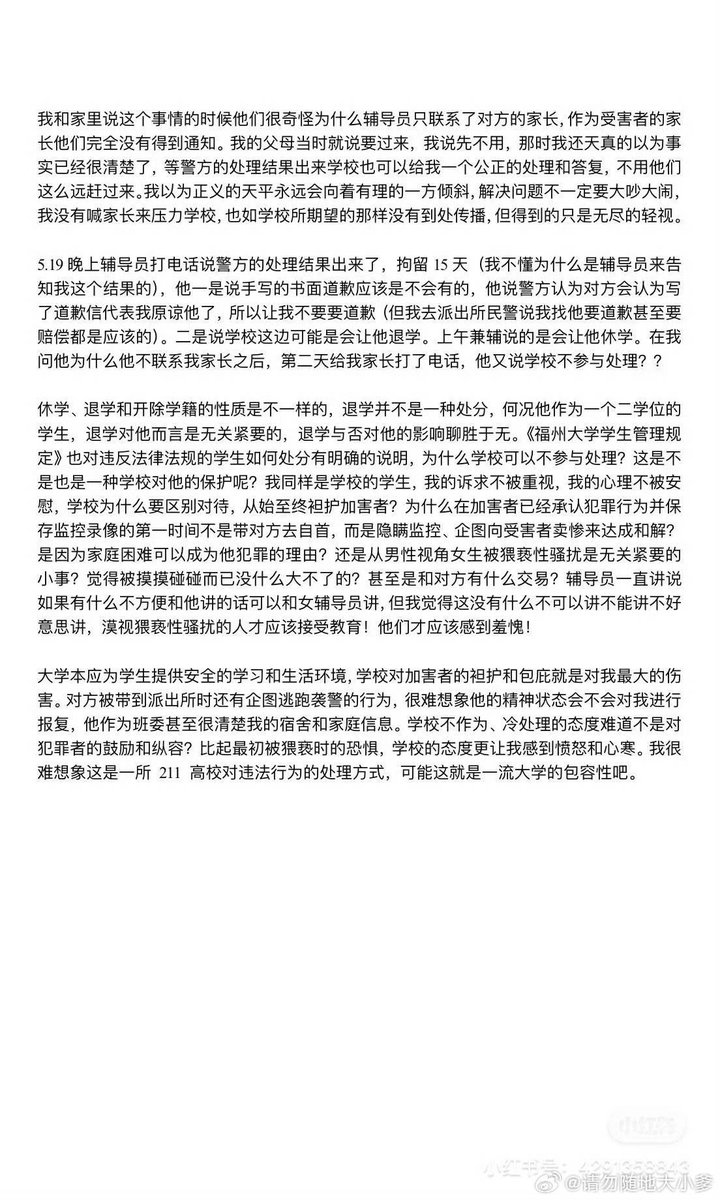 我和家里说这个事情的时候他们很奇怪为什么辅导员只联系了对方的家长,作为受害者的家
长他们完全没有得到通知。我的父母当时就说要过来，我说先不用，那时我还天真的以为事
实已经很清楚了，等警方的处理结果出来学校也可以给我一个公正的处理和答复，不用他们
这么远赶过来。我以为正义的天平永远会向着有理的一方倾斜,解决问题不一定要大吵大闹,
我没有喊家长来压力学校,也如学校所期望的那样没有到处传播,但得到的只是无尽的轻视。
5.19 晚上辅导员打电话说警方的处理结果出来了，拘留 15 天（我不懂为什么是辅导员来告
知我这个结果的），他一是说手写的书面道歉应该是不会有的，他说警方认为对方会认为写
了道歉信代表我原谅他了，所以让我不要要道歉（但我去派出所民警说我找他要道歉甚至要
赔偿都是应该的）。二是说学校这边可能是会让他退学。上午兼辅说的是会让他休学。在我
问他为什么他不联系我家长之后，第二天给我家长打了电话，他又说学校不参与处理？？
休学、退学和开除学籍的性质是不一样的，退学并不是一种处分，何况他作为一个二学位的
学生，退学对他而言是无关紧要的，退学与否对他的影响聊胜于无。《福州大学学生管理规
定》也对违反法律法规的学生如何处分有明确的说明，为什么学校可以不参与处理？这是不
是也是一种学校对他的保护呢？我同样是学校的学生，我的诉求不被重视，我的心理不被安
慰，学校为什么要区别对待，从始至终袒护加害者？为什么在加害者已经承认犯罪行为并保
存监控录像的第一时间不是带对方去自首，而是隐瞒监控、企图向受害者卖惨来达成和解？
是因为家庭困难可以成为他犯罪的理由？还是从男性视角女生被猥亵性骚扰是无关紧要的
小事？觉得被摸摸碰碰而已没什么大不了的？甚至是和对方有什么交易？辅导员一直讲说
如果有什么不方便和他讲的话可以和女辅导员讲,但我觉得这没有什么不可以讲不能讲不好
意思讲，漠视猥亵性骚扰的人才应该接受教育！他们才应该感到羞愧！
大学本应为学生提供安全的学习和生活环境,学校对加害者的袒护和包庇就是对我最大的伤
害。对方被带到派出所时还有企图逃跑袭警的行为，很难想象他的精神状态会不会对我进行
报复，他作为班委甚至很清楚我的宿舍和家庭信息。学校不作为、冷处理的态度难道不是对
犯罪者的鼓励和纵容？比起最初被猥亵时的恐惧，学校的态度更让我感到愤怒和心寒。我很
难想象这是一所 211 高校对违法行为的处理方式，可能这就是一流大学的包容性吧。
小红书
小红书号：4291358843
@请勿随地大小爹